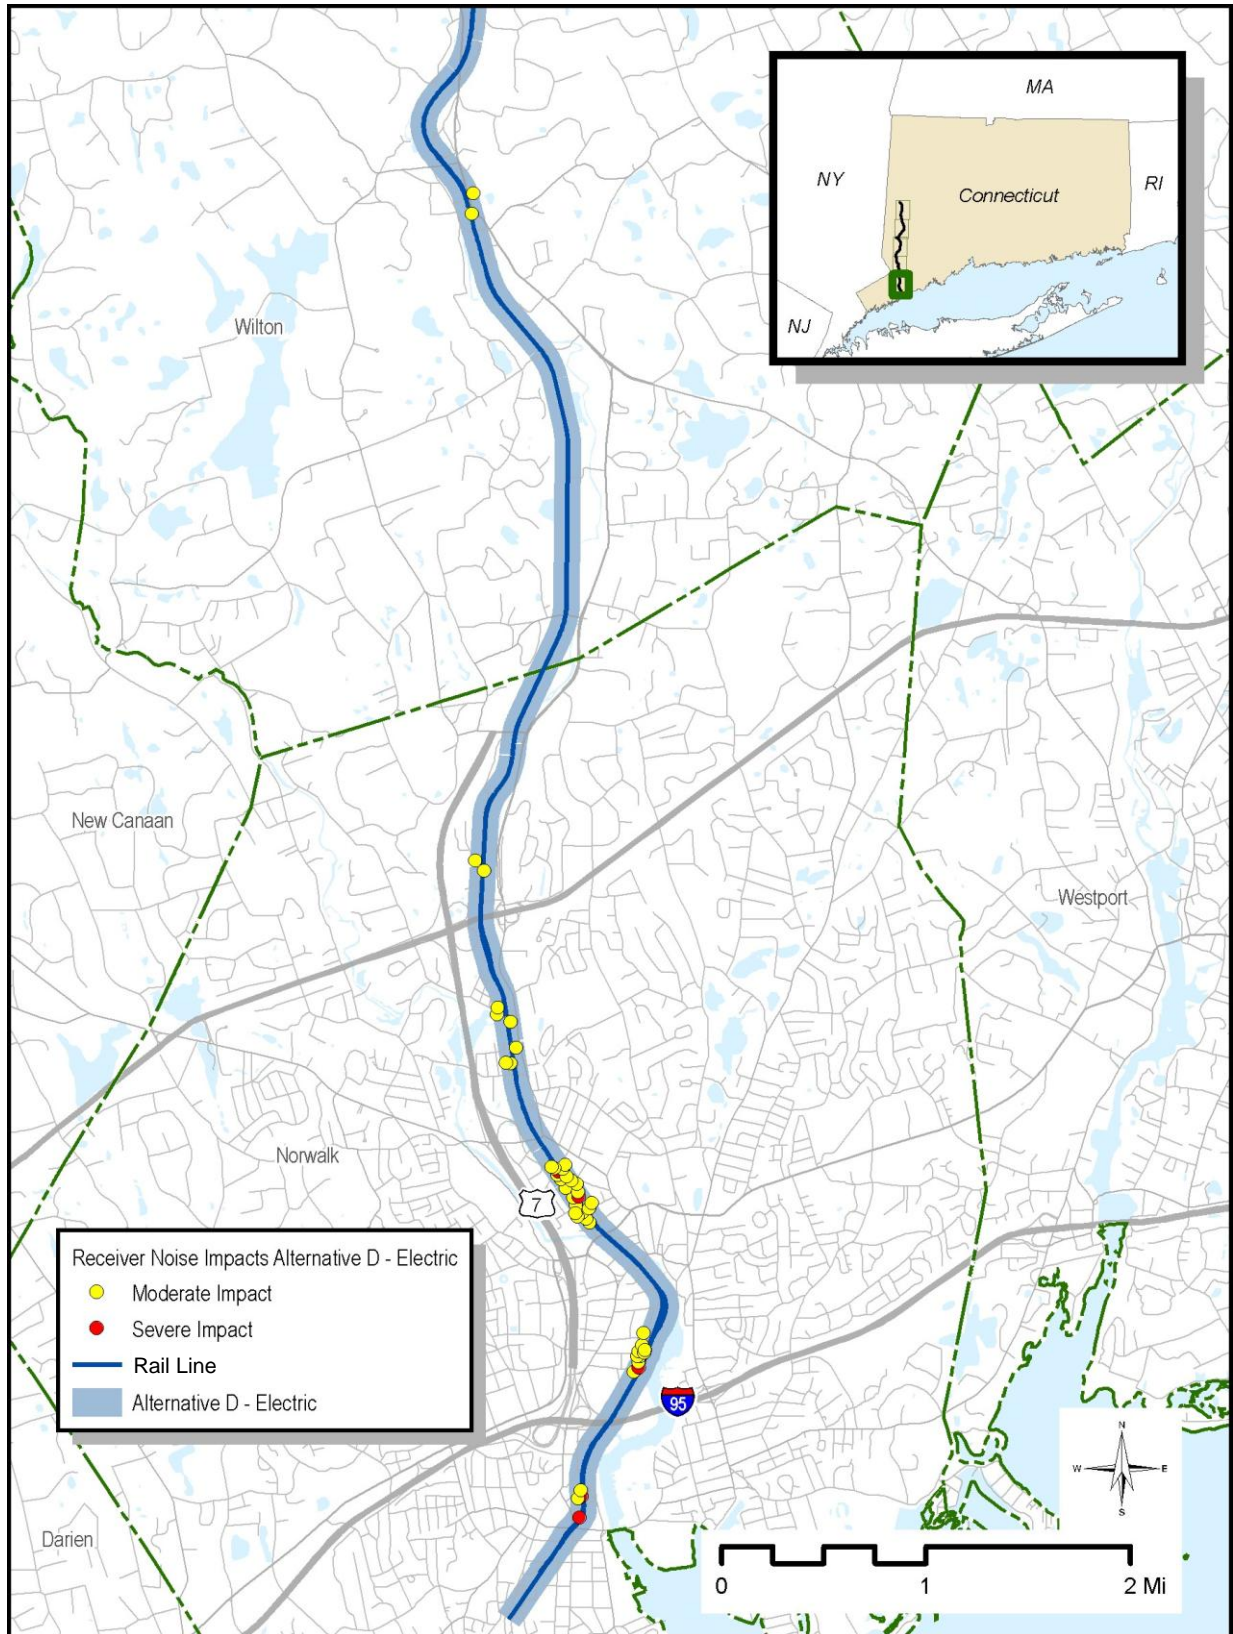 MA
NY
Connecticut
RI
NJ
Wilton
New Canaan
Westport
Norwalk
7
Receiver Noise Impacts Alternative D - Electric
Moderate Impact
Severe Impact
Rail Line
Alternative D - Electric
95
N
W
E
S
Darien
0
1
2 Mi